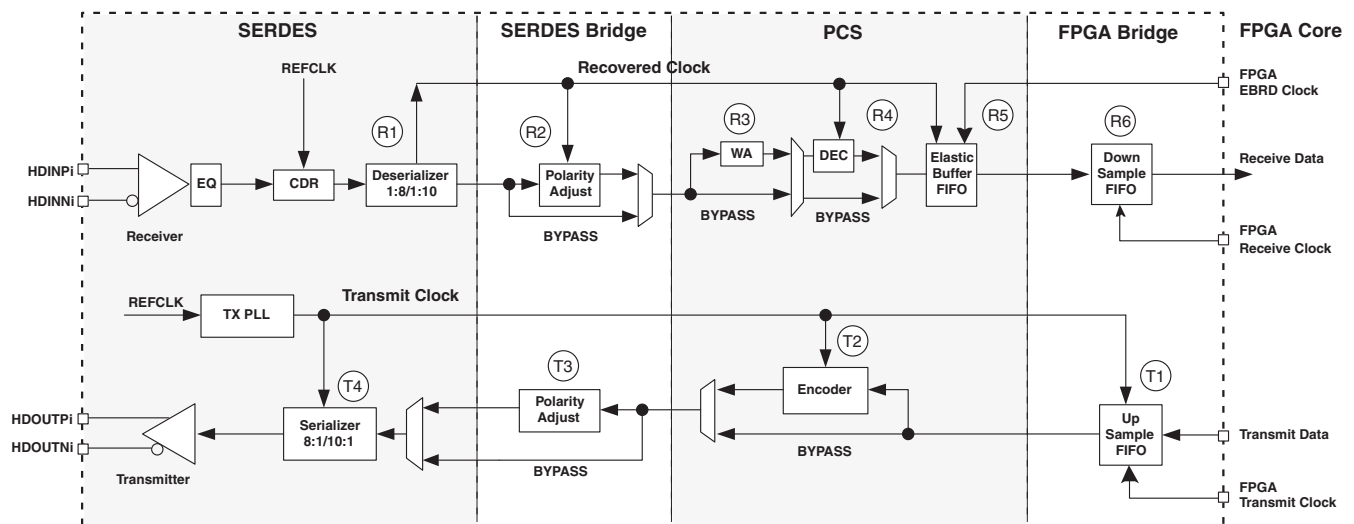 SERDES
SERDES Bridge
PCS
FPGA Bridge
FPGA Core
REFCLK
Recovered Clock
FPGA
EBRD Clock
R1
R2
R3
R4
R5
R6
HDINPi
HDINNi
EQ
CDR
Deserializer
1:8/1:10
Polarity
Adjust
WA
DEC
Elastic
Buffer
FIFO
Down
Sample
FIFO
Receive Data
Receiver
BYPASS
BYPASS
BYPASS
FPGA
Receive Clock
REFCLK
TX PLL
Transmit Clock
T4
T3
T2
T1
HDOUTPi
HDOUTNi
Serializer
8:1/10:1
Polarity
Adjust
Encoder
Up
Sample
FIFO
Transmit Data
Transmitter
BYPASS
BYPASS
FPGA
Transmit Clock